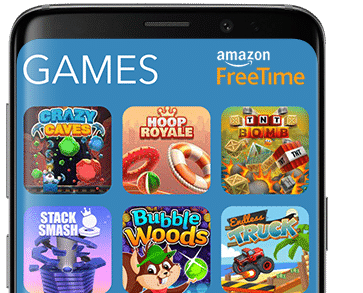 GAMES
amazon
FreeTime
CRAZY
CAVES
HOOP
ROYALE
TNT
BOMB
STACK
SMASH
Bubble
Woods
Endless
TRUCK